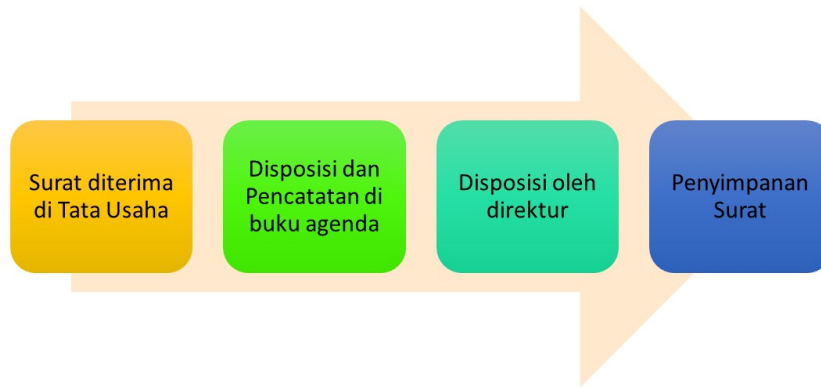 Surat diterima
di Tata Usaha
Disposisi dan
Pencatatan di
buku agenda
Disposisi oleh
direktur
Penyimpanan
Surat